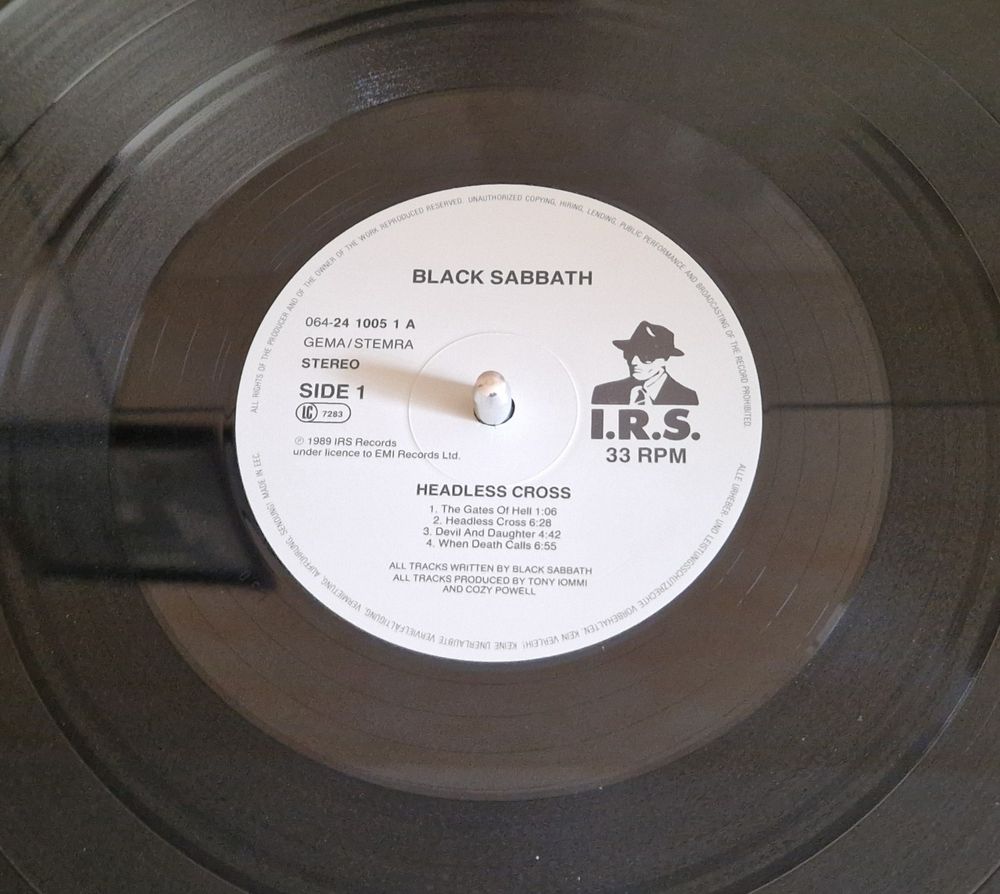 BLACK SABBATH
064-24 1005 1 A
GEMA/STEMRA
STEREO
SIDE 1
LC 7283
I.R.S.
33 RPM
℗ 1989 IRS Records
under licence to EMI Records Ltd.
HEADLESS CROSS
1. The Gates Of Hell 1:06
2. Headless Cross 6:28
3. Devil And Daughter 4:42
4. When Death Calls 6:55
ALL TRACKS WRITTEN BY BLACK SABBATH
ALL TRACKS PRODUCED BY TONY IOMMI
AND COZY POWELL
ALL RIGHTS OF THE PRODUCER AND OF THE OWNER OF THE WORK REPRODUCED RESERVED. UNAUTHORIZED COPYING, HIRING, LENDING, PUBLIC PERFORMANCE AND BROADCASTING OF THE RECORD PROHIBITED.
ALLE URHEBER- UND LEISTUNGSSCHUTZRECHTE VORBEHALTEN. KEIN VERLEIH! KEINE UNERLAUBTE VERVIELFÄLTIGUNG, VERMIETUNG, AUFFÜHRUNG, SENDUNG! MADE IN EEC.